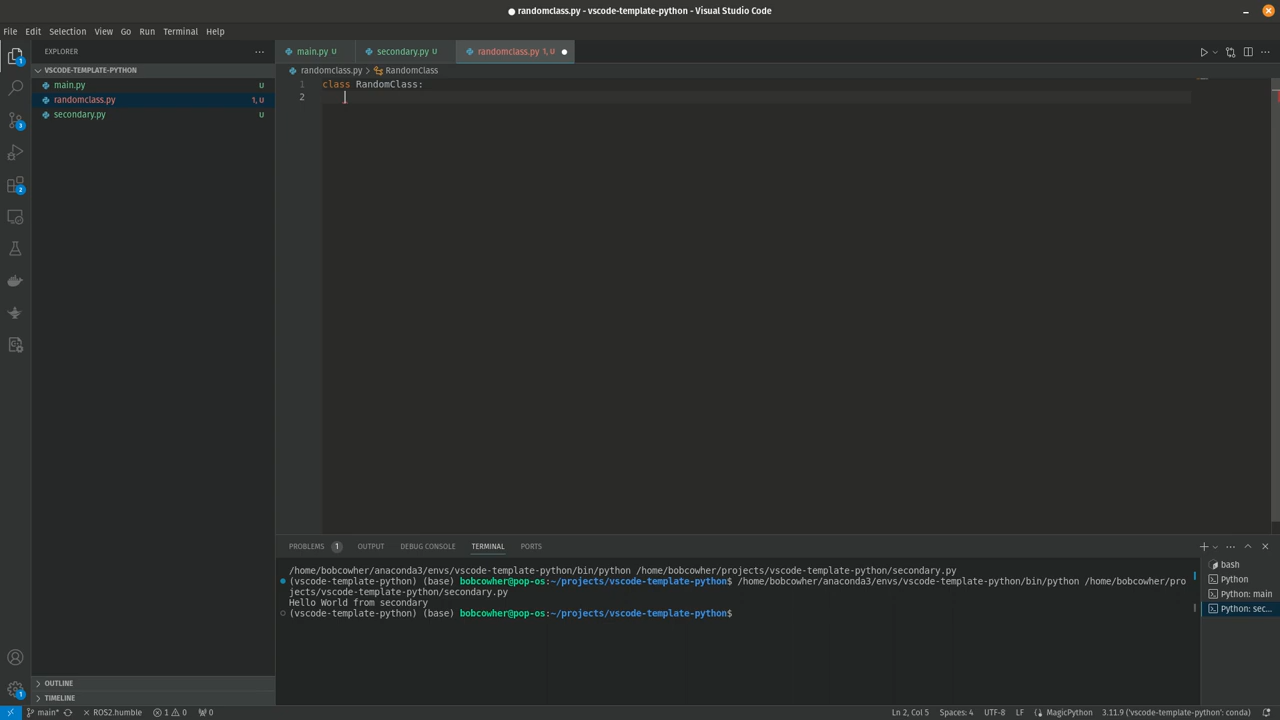 ● randomclass.py - vscode-template-python - Visual Studio Code
File Edit Selection View Go Run Terminal Help
EXPLORER
main.py U
secondary.py U
randomclass.py 1, U
VSCODE-TEMPLATE-PYTHON
randomclass.py > RandomClass
main.py U
randomclass.py 1, U
secondary.py U
1 class RandomClass:
2
1
3
2
PROBLEMS 1 OUTPUT DEBUG CONSOLE TERMINAL PORTS
/home/bobcowher/anaconda3/envs/vscode-template-python/bin/python /home/bobcowher/projects/vscode-template-python/secondary.py
(vscode-template-python) (base) bobcowher@pop-os:~/projects/vscode-template-python$ /home/bobcowher/anaconda3/envs/vscode-template-python/bin/python /home/bobcowher/pro
jects/vscode-template-python/secondary.py
Hello World from secondary
(vscode-template-python) (base) bobcowher@pop-os:~/projects/vscode-template-python$
bash
Python
Python: main
Python: sec...
OUTLINE
TIMELINE
1
main* ROS2.humble 1 0 0 Ln 2, Col 5 Spaces: 4 UTF-8 LF MagicPython 3.11.9 ('vscode-template-python': conda)